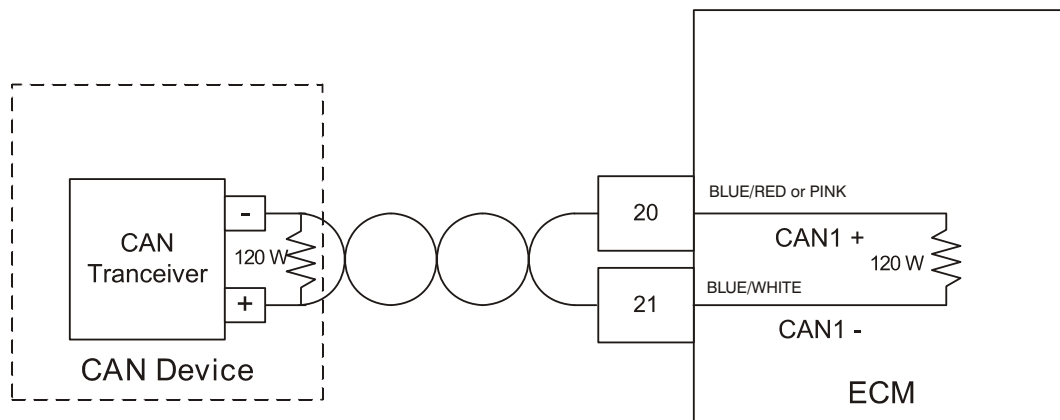 CAN
Tranceiver
-
+
120 W
CAN Device
20
21
BLUE/RED or PINK
CAN1 +
120 W
BLUE/WHITE
CAN1 -
ECM